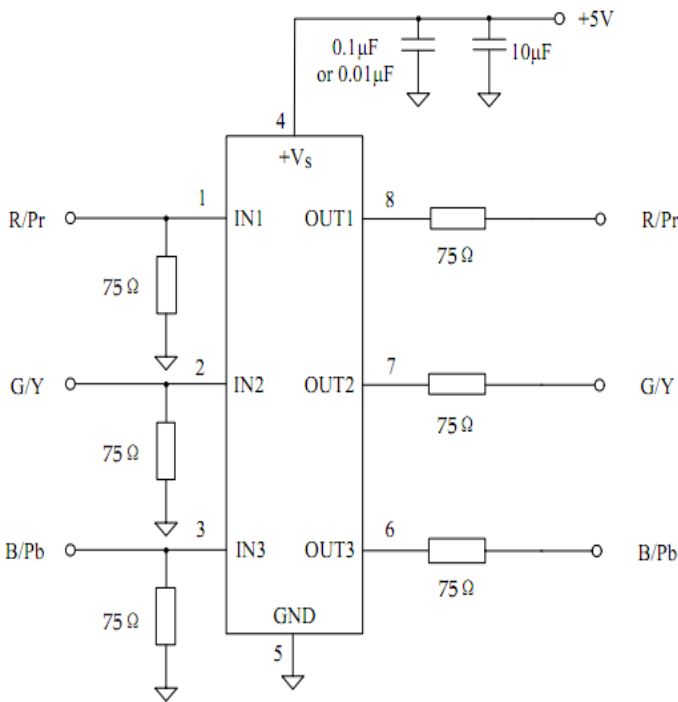 +5V
0.1µF
or 0.01µF
10µF
4
+VS
R/Pr
1
IN1
OUT1
8
R/Pr
75Ω
75Ω
G/Y
2
IN2
OUT2
7
G/Y
75Ω
75Ω
B/Pb
3
IN3
OUT3
6
B/Pb
75Ω
75Ω
GND
5